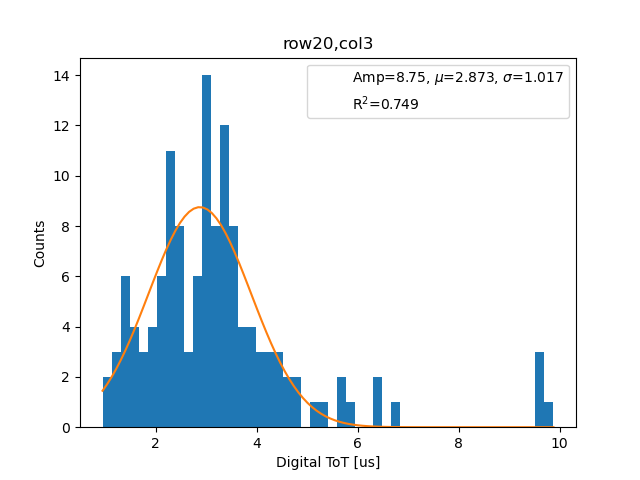 row20,col3
Amp=8.75, μ=2.873, σ=1.017
R²=0.749
14
12
10
8
6
4
2
0
Counts
2 4 6 8 10
Digital ToT [us]